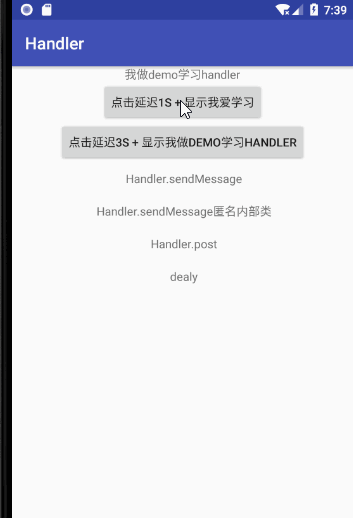 7:39
Handler
我做demo学习handler
点击延迟1S + 显示我爱学习
点击延迟3S + 显示我做DEMO学习HANDLER
Handler.sendMessage
Handler.sendMessage匿名内部类
Handler.post
dealy